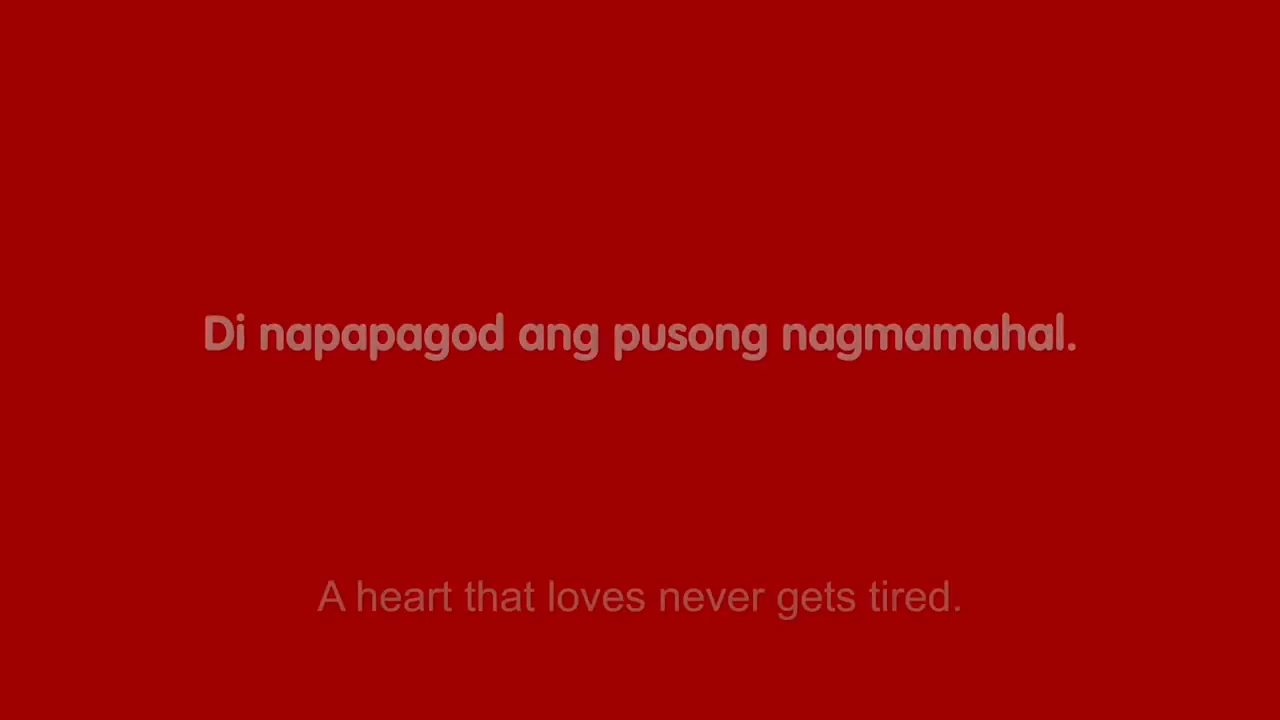 Di napapagod ang pusong nagmamahal.
A heart that loves never gets tired.